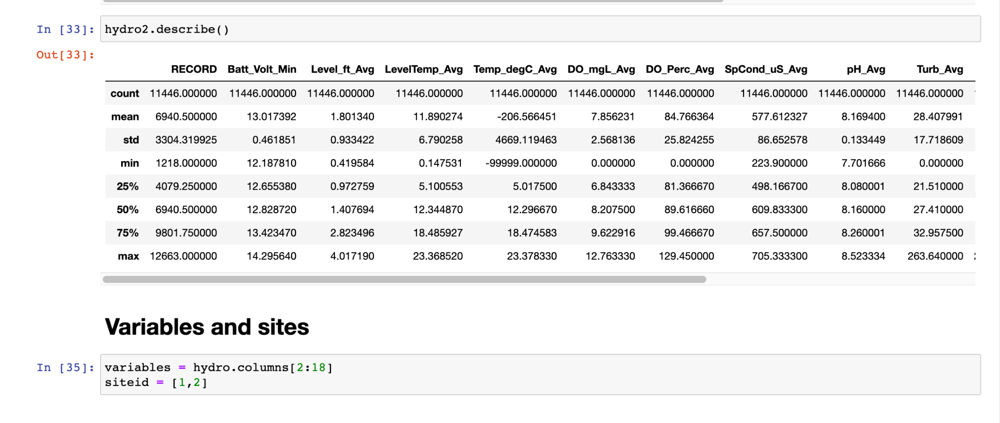 In [33]: hydro2.describe()
Out[33]:
RECORD Batt_Volt_Min Level_ft_Avg LevelTemp_Avg Temp_degC_Avg DO_mgL_Avg DO_Perc_Avg SpCond_uS_Avg pH_Avg Turb_Avg
count 11446.000000 11446.000000 11446.000000 11446.000000 11446.000000 11446.000000 11446.000000 11446.000000 11446.000000 11446.000000
mean 6940.500000 13.017392 1.801340 11.890274 -206.566451 7.856231 84.766364 577.612327 8.169400 28.407991
std 3304.319925 0.461851 0.933422 6.790258 4669.119463 2.568136 25.824255 86.652578 0.133449 17.718609
min 1218.000000 12.187810 0.419584 0.147531 -99999.000000 0.000000 0.000000 223.900000 7.701666 0.000000
25% 4079.250000 12.655380 0.972759 5.100553 5.017500 6.843333 81.366670 498.166700 8.080001 21.510000
50% 6940.500000 12.828720 1.407694 12.344870 12.296670 8.207500 89.616660 609.833300 8.160000 27.410000
75% 9801.750000 13.423470 2.823496 18.485927 18.474583 9.622916 99.466670 657.500000 8.260001 32.957500
max 12663.000000 14.295640 4.017190 23.368520 23.378330 12.763330 129.450000 705.333300 8.523334 263.640000
Variables and sites
In [35]: variables = hydro.columns[2:18]
siteid = [1,2]